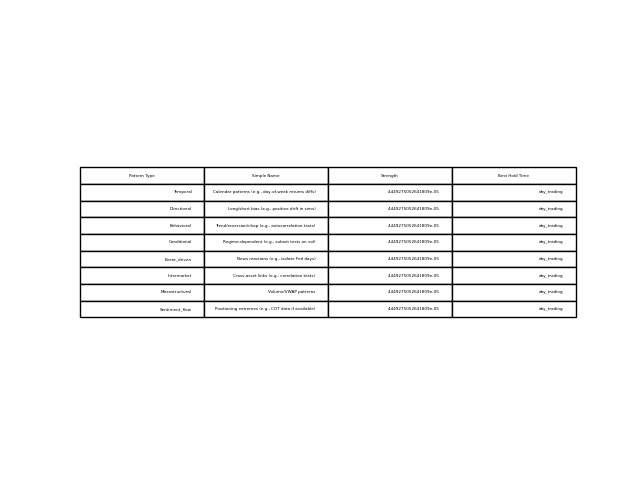 Pattern Type Simple Name Strength Best Hold Time
Temporal Calendar patterns (e.g., day-of-week returns diffs) 4.449275052641809e-05 day_trading
Directional Long/short bias (e.g., positive drift in sims) 4.449275052641809e-05 day_trading
Behavioral Trend/reversion/chop (e.g., autocorrelation tests) 4.449275052641809e-05 day_trading
Conditional Regime-dependent (e.g., subset tests on vol) 4.449275052641809e-05 day_trading
Event_driven News reactions (e.g., isolate Fed days) 4.449275052641809e-05 day_trading
Intermarket Cross-asset links (e.g., correlation tests) 4.449275052641809e-05 day_trading
Microstructural Volume/VWAP patterns 4.449275052641809e-05 day_trading
Sentiment_flow Positioning extremes (e.g., COT data if available) 4.449275052641809e-05 day_trading